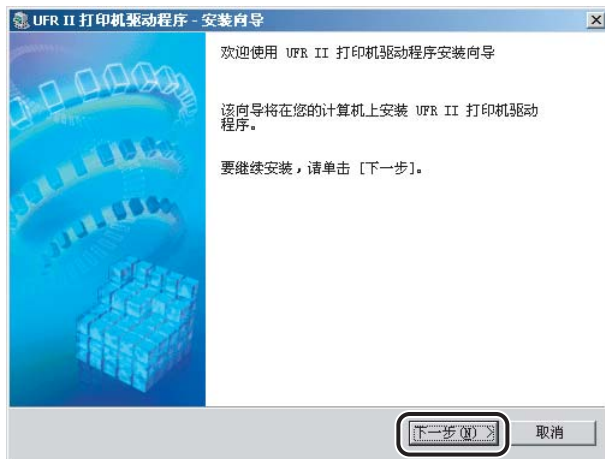 UFR II 打印机驱动程序 - 安装向导
欢迎使用 UFR II 打印机驱动程序安装向导
该向导将在您的计算机上安装 UFR II 打印机驱动
程序。
要继续安装，请单击 [下一步]。
下一步(N) >
取消